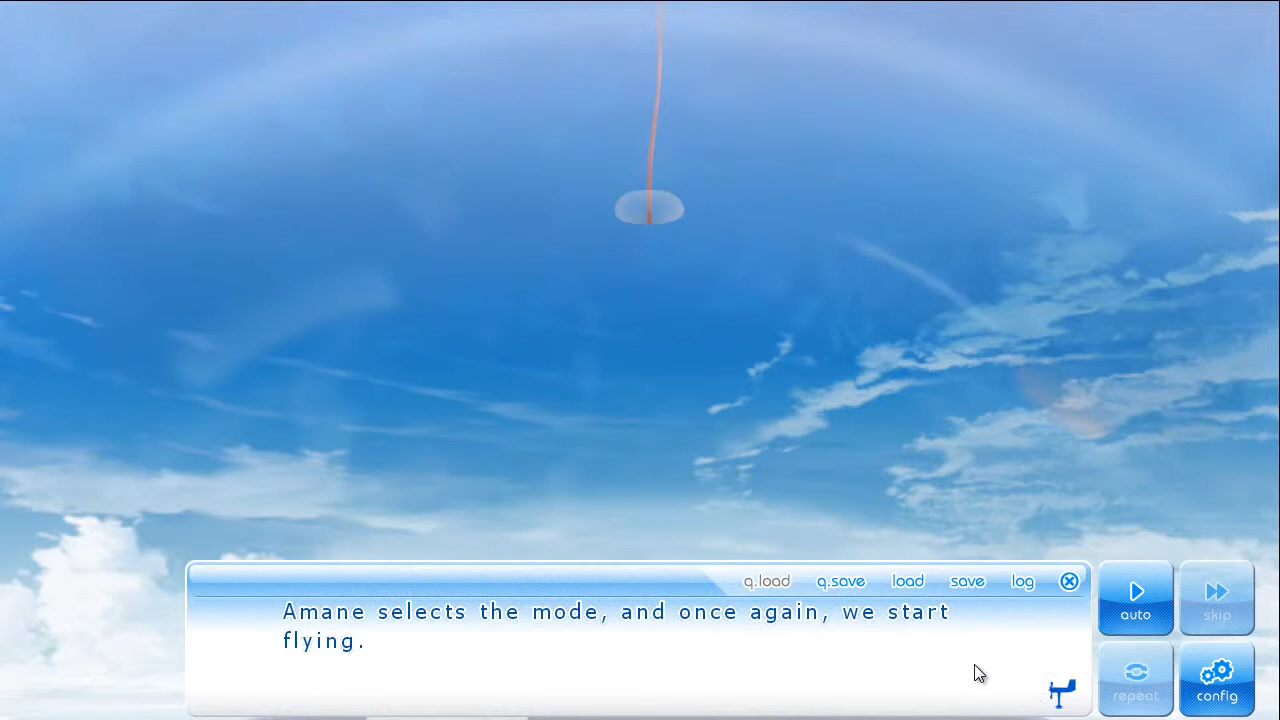 q.load q.save load save log
Amane selects the mode, and once again, we start
flying.
auto
skip
repeat
config